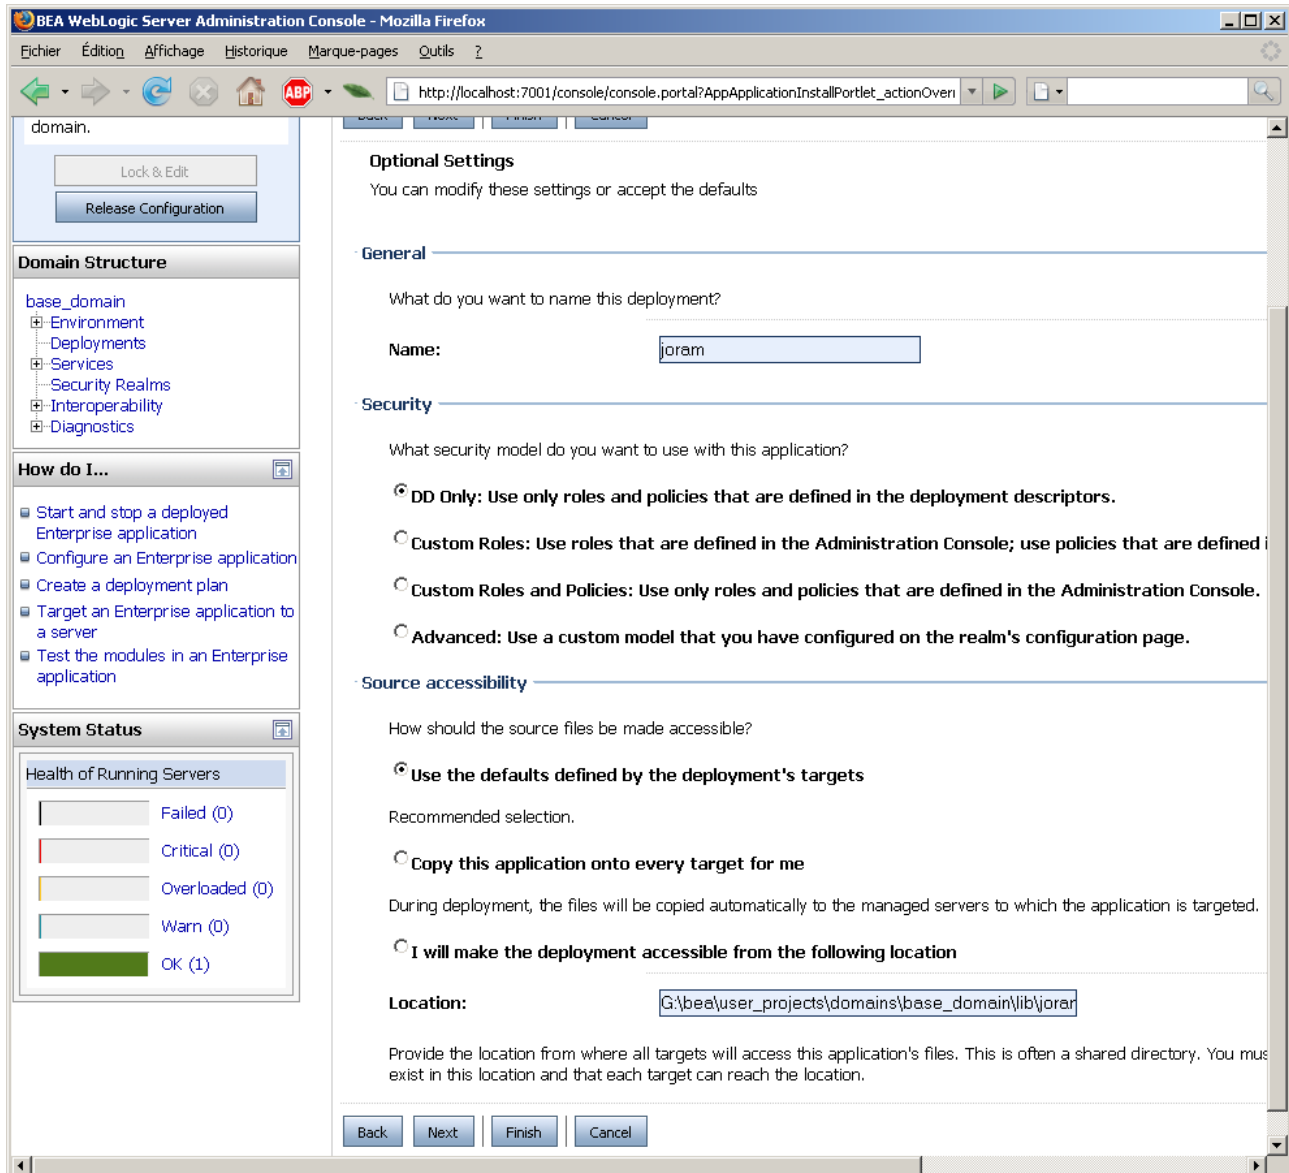 BEA WebLogic Server Administration Console - Mozilla Firefox
Fichier Édition Affichage Historique Marque-pages Outils ?
ABP http://localhost:7001/console/console.portal?AppApplicationInstallPortlet_actionOverr
domain.
Lock & Edit
Release Configuration
Domain Structure
base_domain
Environment
Deployments
Services
Security Realms
Interoperability
Diagnostics
How do I...
Start and stop a deployed
Enterprise application
Configure an Enterprise application
Create a deployment plan
Target an Enterprise application to
a server
Test the modules in an Enterprise
application
System Status
Health of Running Servers
Failed (0)
Critical (0)
Overloaded (0)
Warn (0)
OK (1)
Back Next Finish Cancel
Optional Settings
You can modify these settings or accept the defaults
General
What do you want to name this deployment?
Name: joram
Security
What security model do you want to use with this application?
DD Only: Use only roles and policies that are defined in the deployment descriptors.
Custom Roles: Use roles that are defined in the Administration Console; use policies that are defined i
Custom Roles and Policies: Use only roles and policies that are defined in the Administration Console.
Advanced: Use a custom model that you have configured on the realm's configuration page.
Source accessibility
How should the source files be made accessible?
Use the defaults defined by the deployment's targets
Recommended selection.
Copy this application onto every target for me
During deployment, the files will be copied automatically to the managed servers to which the application is targeted.
I will make the deployment accessible from the following location
Location: G:\bea\user_projects\domains\base_domain\lib\joram
Provide the location from where all targets will access this application's files. This is often a shared directory. You mus
exist in this location and that each target can reach the location.
Back Next Finish Cancel